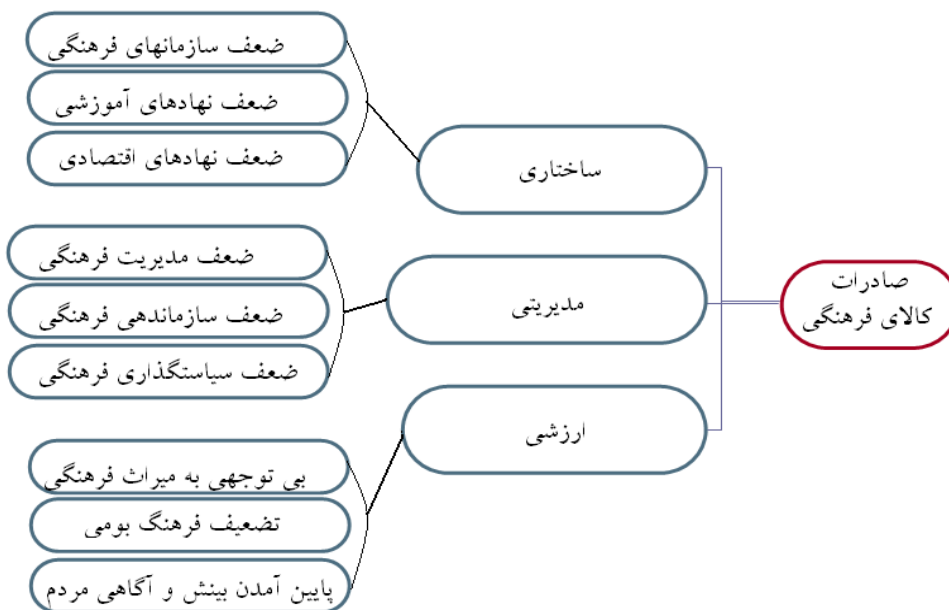 صادرات
کالای فرهنگی
ساختاری
ضعف سازمانهای فرهنگی
ضعف نهادهای آموزشی
ضعف نهادهای اقتصادی
مدیریتی
ضعف مدیریت فرهنگی
ضعف سازماندهی فرهنگی
ضعف سیاستگذاری فرهنگی
ارزشی
بی توجهی به میراث فرهنگی
تضعیف فرهنگ بومی
پایین آمدن بینش و آگاهی مردم